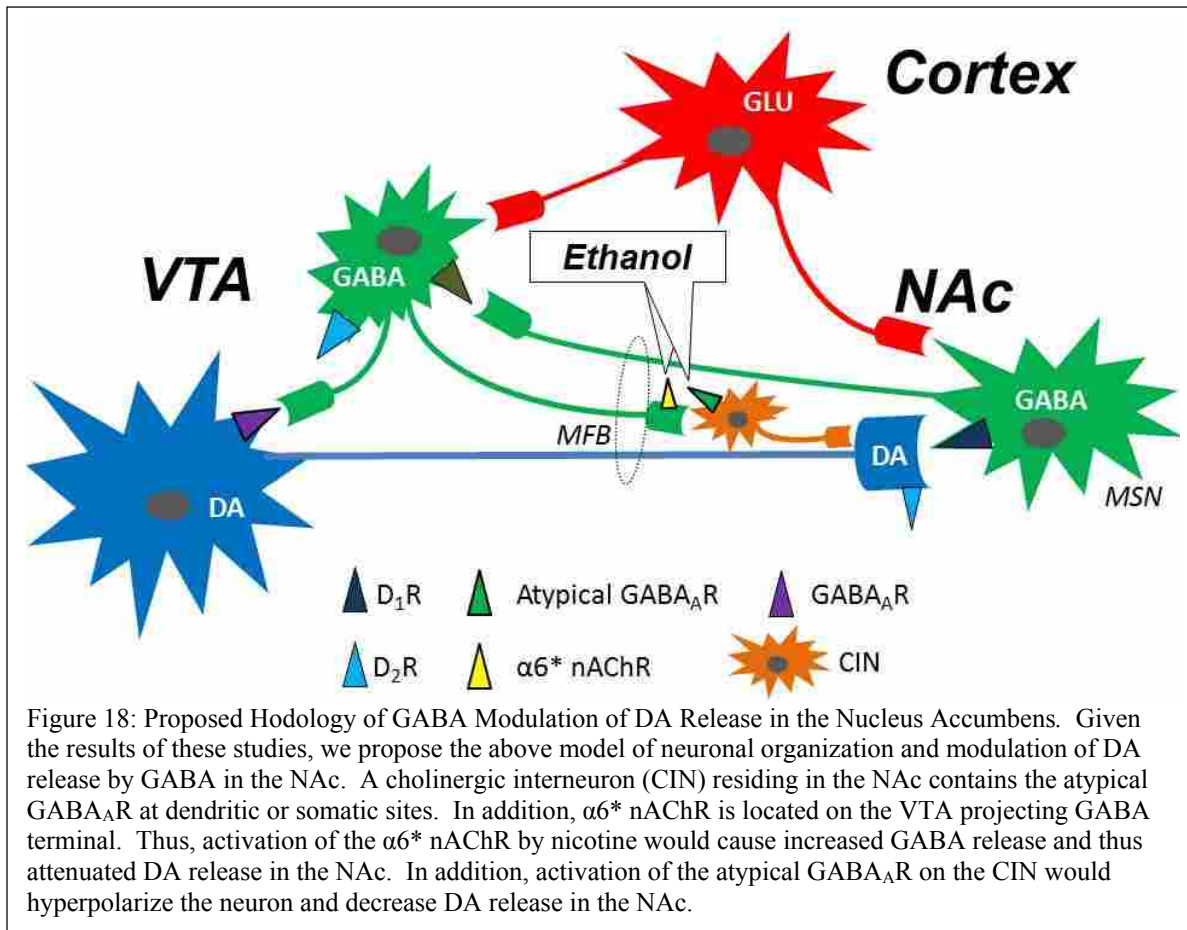 Cortex
GLU
Ethanol
VTA
GABA
NAc
GABA
MFB
DA
MSN
DA
D₁R
Atypical GABA_AR
GABA_AR
D₂R
α6* nAChR
CIN
Figure 18: Proposed Hodology of GABA Modulation of DA Release in the Nucleus Accumbens. Given
the results of these studies, we propose the above model of neuronal organization and modulation of DA
release by GABA in the NAc. A cholinergic interneuron (CIN) residing in the NAc contains the atypical
GABA_AR at dendritic or somatic sites. In addition, α6* nAChR is located on the VTA projecting GABA
terminal. Thus, activation of the α6* nAChR by nicotine would cause increased GABA release and thus
attenuated DA release in the NAc. In addition, activation of the atypical GABA_AR on the CIN would
hyperpolarize the neuron and decrease DA release in the NAc.